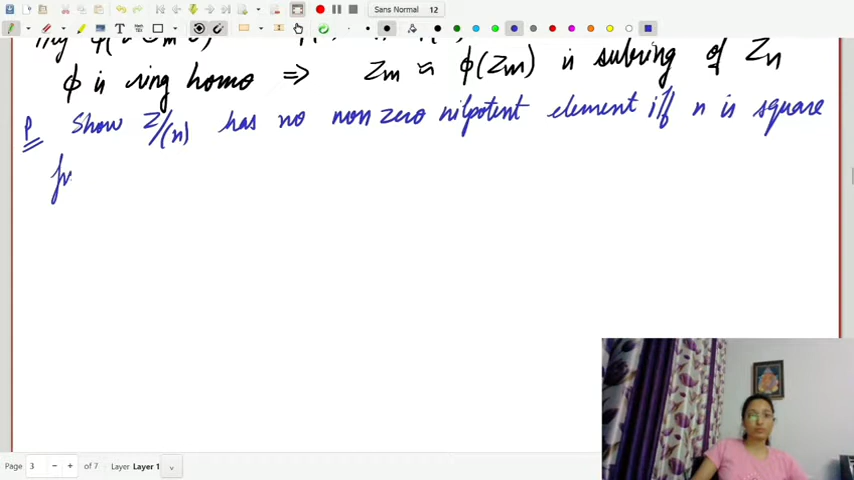 Sans Normal 12
φ is ring homo ⇒ Zm ≈ φ(Zm) is subring of Zn
P Show Z/(n) has no non zero nilpotent element iff n is square
Page 3 of 7 Layer Layer 1